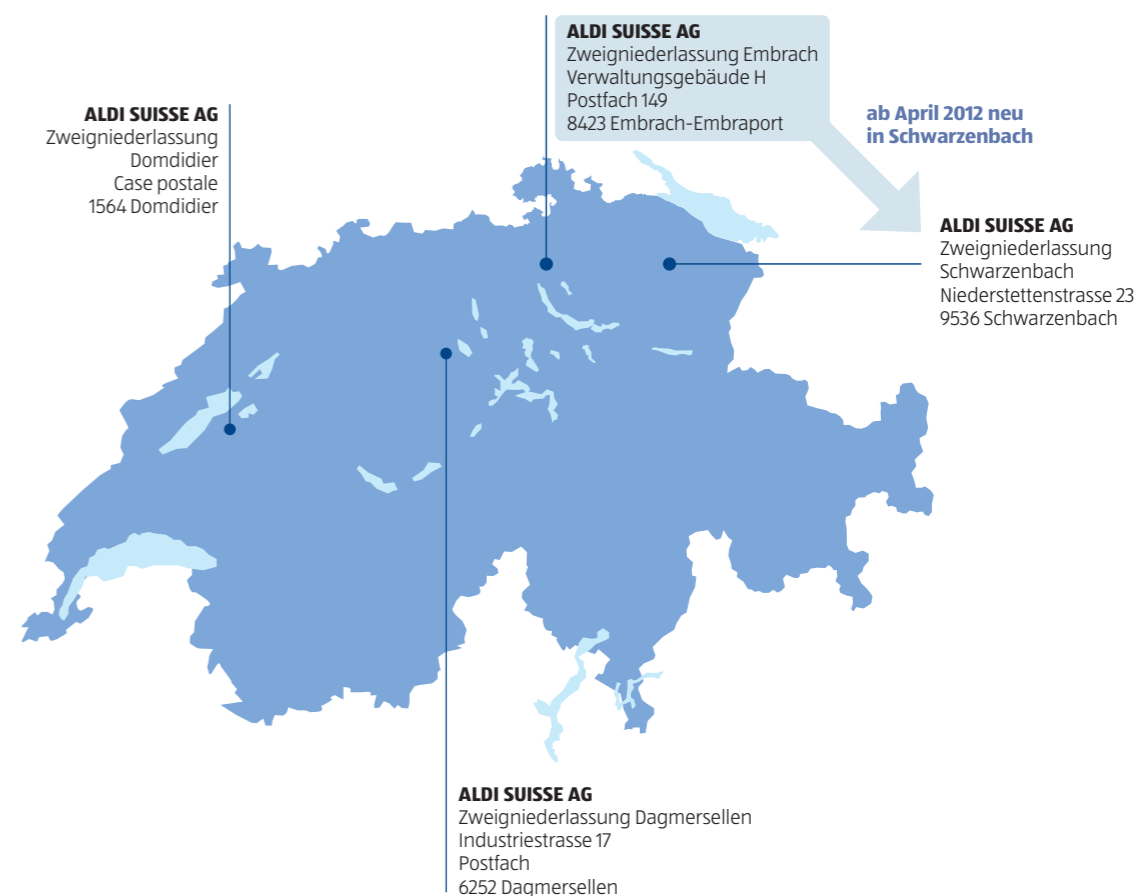 ALDI SUISSE AG
Zweigniederlassung Embrach
Verwaltungsgebäude H
Postfach 149
8423 Embrach-Embraport
ab April 2012 neu
in Schwarzenbach
ALDI SUISSE AG
Zweigniederlassung
Domdidier
Case postale
1564 Domdidier
ALDI SUISSE AG
Zweigniederlassung
Schwarzenbach
Niederstettenstrasse 23
9536 Schwarzenbach
ALDI SUISSE AG
Zweigniederlassung Dagmersellen
Industriestrasse 17
Postfach
6252 Dagmersellen